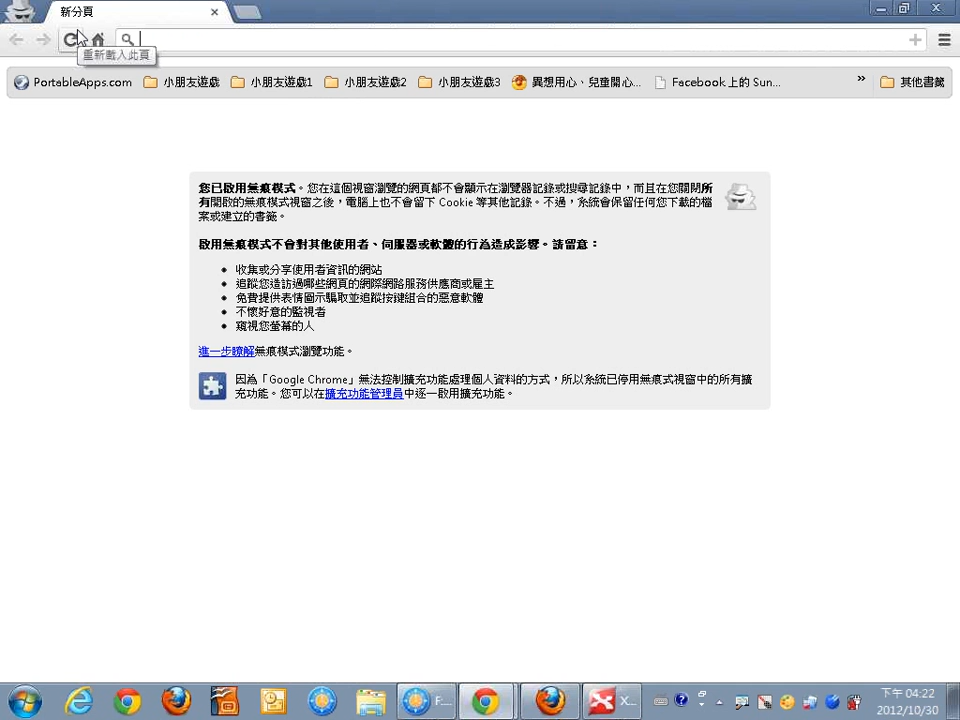 新分頁
重新載入此頁
PortableApps.com 小朋友遊戲 小朋友遊戲1 小朋友遊戲2 小朋友遊戲3 異想用心、兒童開心... Facebook 上的 Sun... » 其他書籤
您已啟用無痕模式。您在這個視窗瀏覽的網頁都不會顯示在瀏覽器記錄或搜尋記錄中，而且在您關閉所
有開啟的無痕模式視窗之後，電腦上也不會留下 Cookie 等其他記錄。不過，系統會保留任何您下載的檔
案或建立的書籤。
啟用無痕模式不會對其他使用者、伺服器或軟體的行為造成影響。請留意：
• 收集或分享使用者資訊的網站
• 追蹤您造訪過哪些網頁的網際網路服務供應商或雇主
• 免費提供表情圖示騙取並追蹤按鍵組合的惡意軟體
• 不懷好意的監視者
• 窺視您螢幕的人
進一步瞭解無痕模式瀏覽功能。
因為「Google Chrome」無法控制擴充功能處理個人資料的方式，所以系統已停用無痕式視窗中的所有擴
充功能。您可以在擴充功能管理員中逐一啟用擴充功能。
F... X...
下午 04:22
2012/10/30